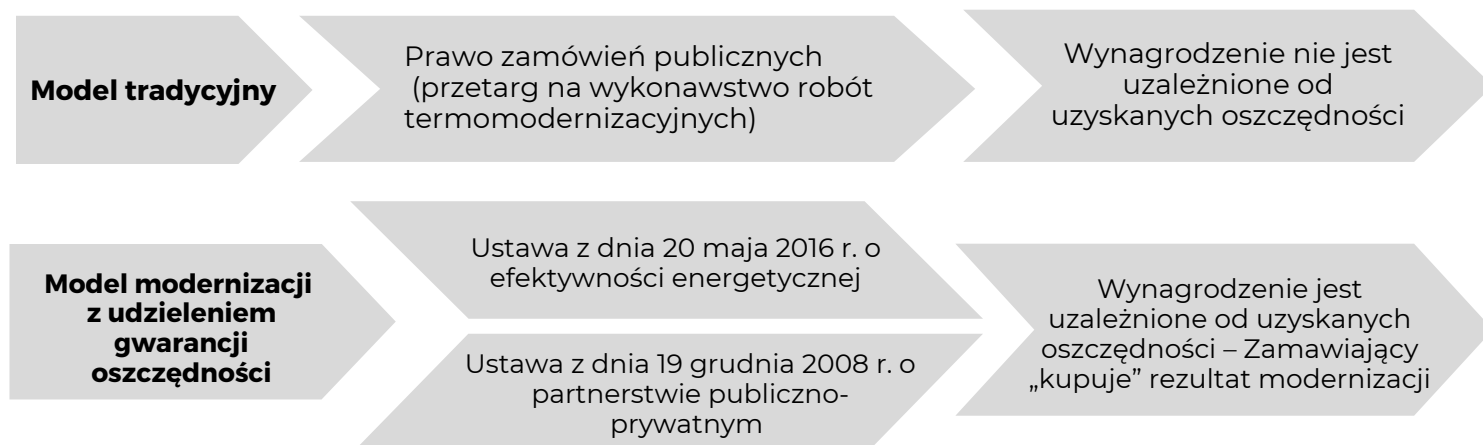 Model tradycyjny
Prawo zamówień publicznych
(przetarg na wykonawstwo robót
termomodernizacyjnych)
Wynagrodzenie nie jest
uzależnione od
uzyskanych oszczędności
Model modernizacji
z udzieleniem
gwarancji
oszczędności
Ustawa z dnia 20 maja 2016 r. o
efektywności energetycznej
Ustawa z dnia 19 grudnia 2008 r. o
partnerstwie publiczno-
prywatnym
Wynagrodzenie jest
uzależnione od uzyskanych
oszczędności – Zamawiający
„kupuje” rezultat modernizacji